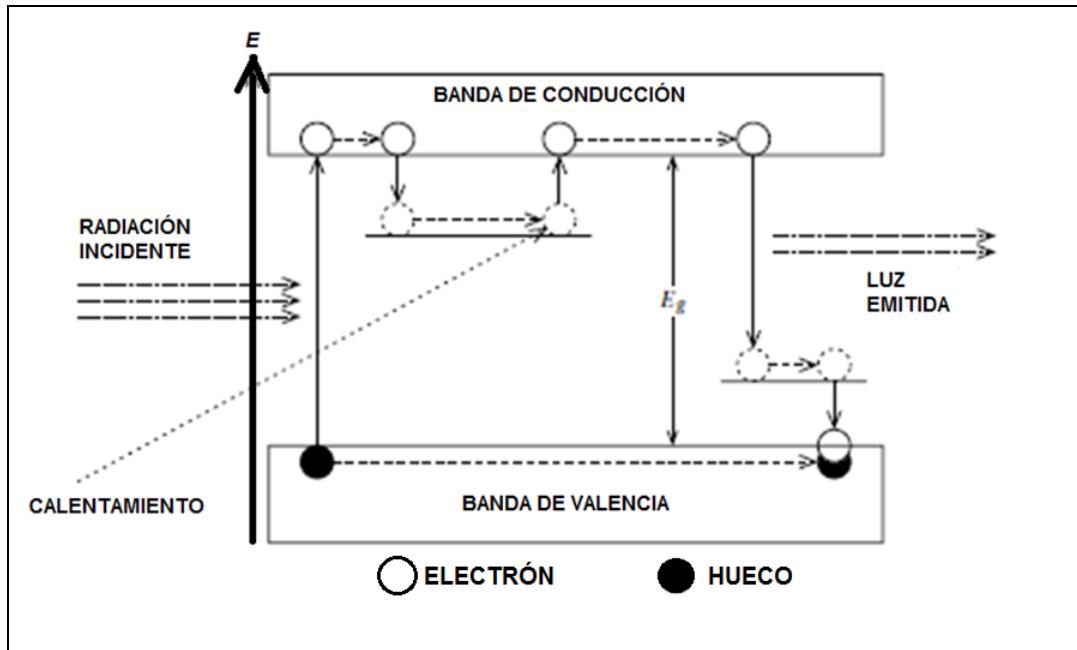 E
BANDA DE CONDUCCIÓN
RADIACIÓN
INCIDENTE
LUZ
EMITIDA
Eg
CALENTAMIENTO
BANDA DE VALENCIA
ELECTRÓN
HUECO